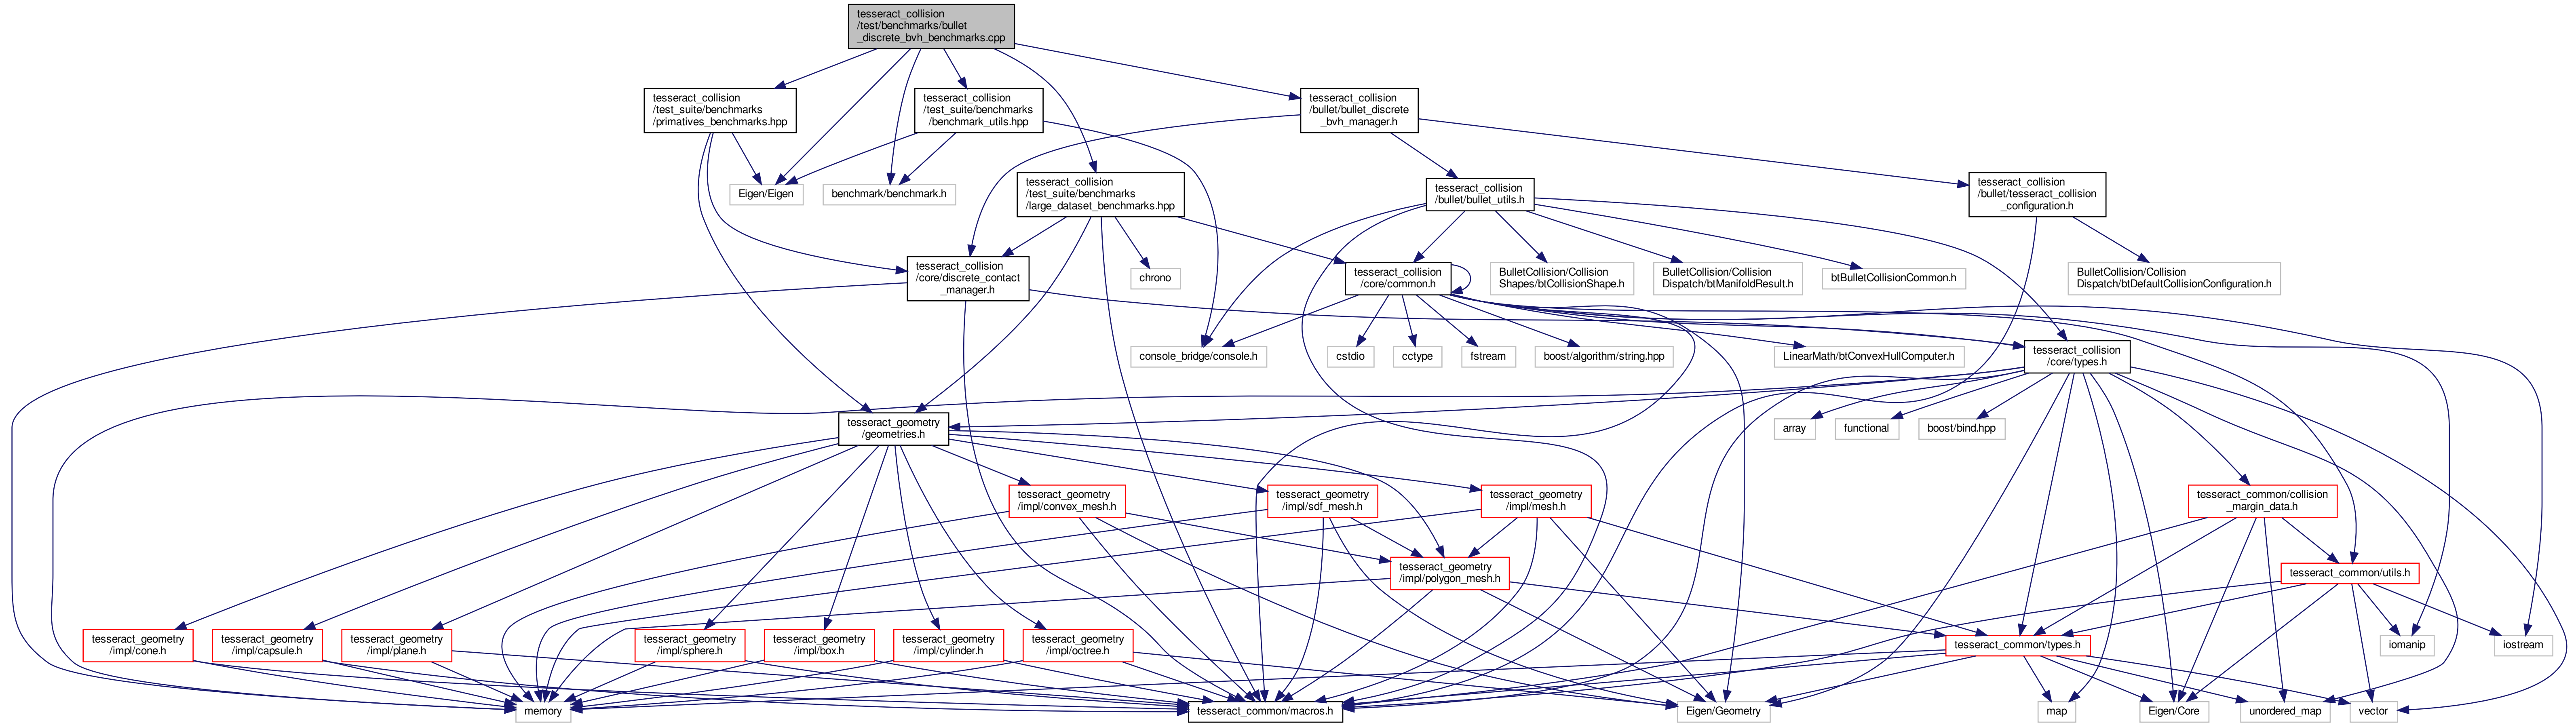 tesseract_collision
/test/benchmarks/bullet
_discrete_bvh_benchmarks.cpp
tesseract_collision
/test_suite/benchmarks
/primatives_benchmarks.hpp
tesseract_collision
/test_suite/benchmarks
/benchmark_utils.hpp
tesseract_collision
/bullet/bullet_discrete
_bvh_manager.h
Eigen/Eigen
benchmark/benchmark.h
tesseract_collision
/test_suite/benchmarks
/large_dataset_benchmarks.hpp
tesseract_collision
/bullet/bullet_utils.h
tesseract_collision
/bullet/tesseract_collision
_configuration.h
tesseract_collision
/core/discrete_contact
_manager.h
chrono
tesseract_collision
/core/common.h
BulletCollision/Collision
Shapes/btCollisionShape.h
BulletCollision/Collision
Dispatch/btManifoldResult.h
btBulletCollisionCommon.h
BulletCollision/Collision
Dispatch/btDefaultCollisionConfiguration.h
console_bridge/console.h
cstdio
cctype
fstream
boost/algorithm/string.hpp
LinearMath/btConvexHullComputer.h
tesseract_collision
/core/types.h
tesseract_geometry
/geometries.h
array
functional
boost/bind.hpp
tesseract_geometry
/impl/convex_mesh.h
tesseract_geometry
/impl/sdf_mesh.h
tesseract_geometry
/impl/mesh.h
tesseract_common/collision
_margin_data.h
tesseract_geometry
/impl/polygon_mesh.h
tesseract_common/utils.h
tesseract_geometry
/impl/cone.h
tesseract_geometry
/impl/capsule.h
tesseract_geometry
/impl/plane.h
tesseract_geometry
/impl/sphere.h
tesseract_geometry
/impl/box.h
tesseract_geometry
/impl/cylinder.h
tesseract_geometry
/impl/octree.h
tesseract_common/types.h
iomanip
iostream
memory
tesseract_common/macros.h
Eigen/Geometry
map
Eigen/Core
unordered_map
vector